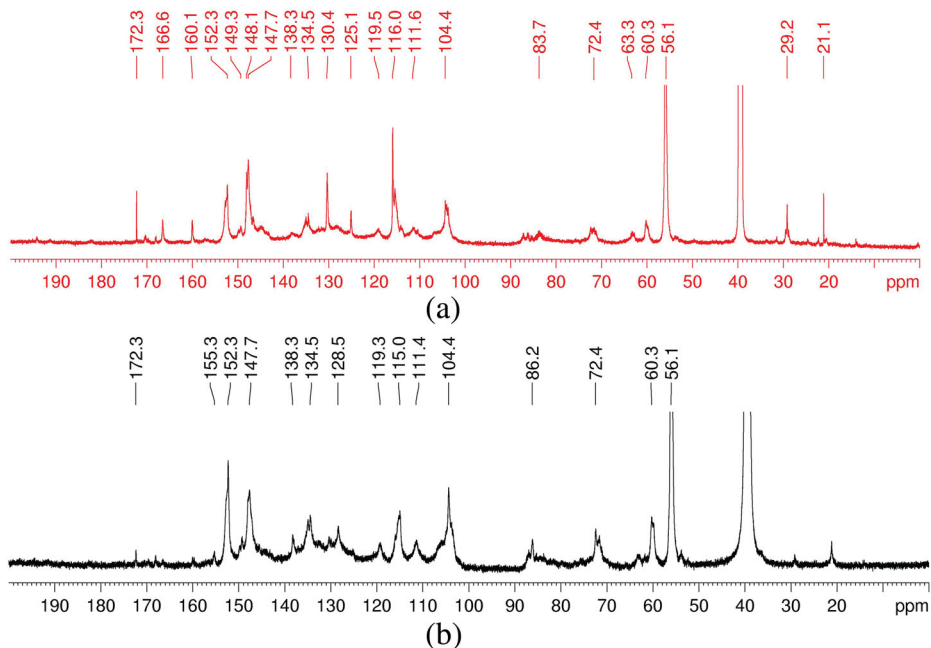 172.3 166.6 160.1 152.3 149.3 148.1 147.7 138.3 134.5 130.4 125.1 119.5 116.0 111.6 104.4 83.7 72.4 63.3 60.3 56.1 29.2 21.1
190 180 170 160 150 140 130 120 110 100 90 80 70 60 50 40 30 20 ppm
(a)
172.3 155.3 152.3 147.7 138.3 134.5 128.5 119.3 115.0 111.4 104.4 86.2 72.4 60.3 56.1
190 180 170 160 150 140 130 120 110 100 90 80 70 60 50 40 30 20 ppm
(b)